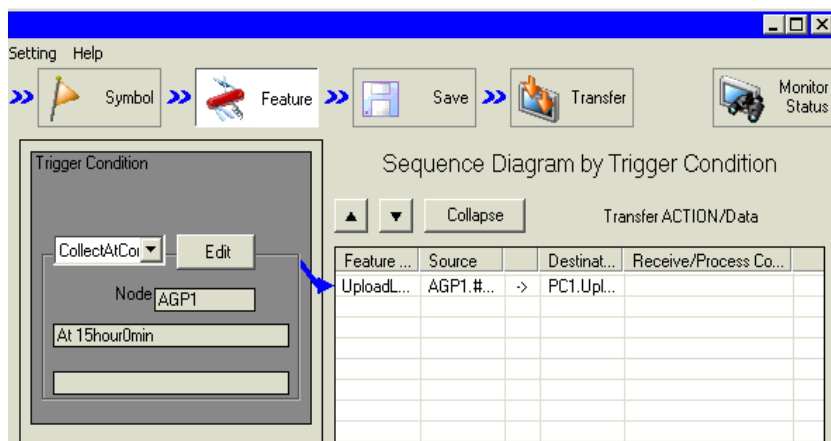 Setting Help
Symbol Feature Save Transfer Monitor Status
Trigger Condition
Sequence Diagram by Trigger Condition
Collapse Transfer ACTION/Data
CollectAtCo Edit
Feature ... Source Destinat... Receive/Process Co...
UploadL... AGP1.#... -> PC1.Upl...
Node AGP1
At 15hour0min